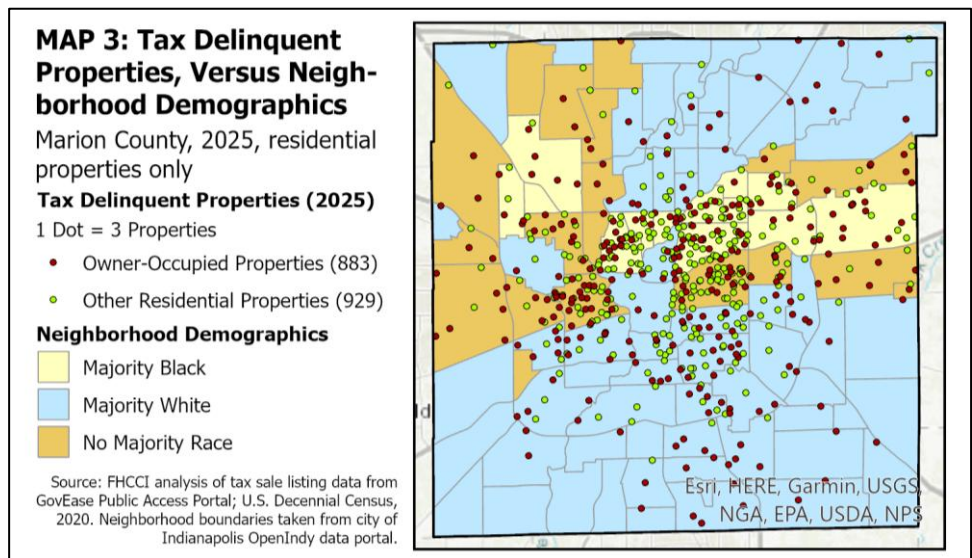 MAP 3: Tax Delinquent
Properties, Versus Neigh-
borhood Demographics
Marion County, 2025, residential
properties only
Tax Delinquent Properties (2025)
1 Dot = 3 Properties
Owner-Occupied Properties (883)
Other Residential Properties (929)
Neighborhood Demographics
Majority Black
Majority White
No Majority Race
Source: FHCCI analysis of tax sale listing data from
GovEase Public Access Portal; U.S. Decennial Census,
2020. Neighborhood boundaries taken from city of
Indianapolis OpenIndy data portal.
Esri, HERE, Garmin, USGS,
NGA, EPA, USDA, NPS